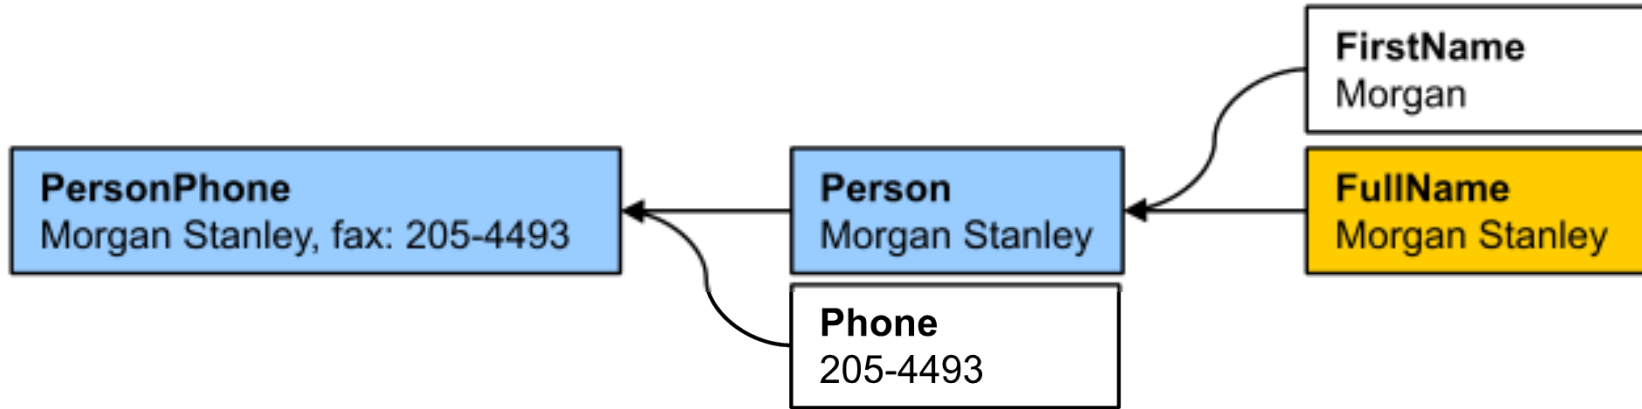 PersonPhone
Morgan Stanley, fax: 205-4493
Person
Morgan Stanley
Phone
205-4493
FirstName
Morgan
FullName
Morgan Stanley